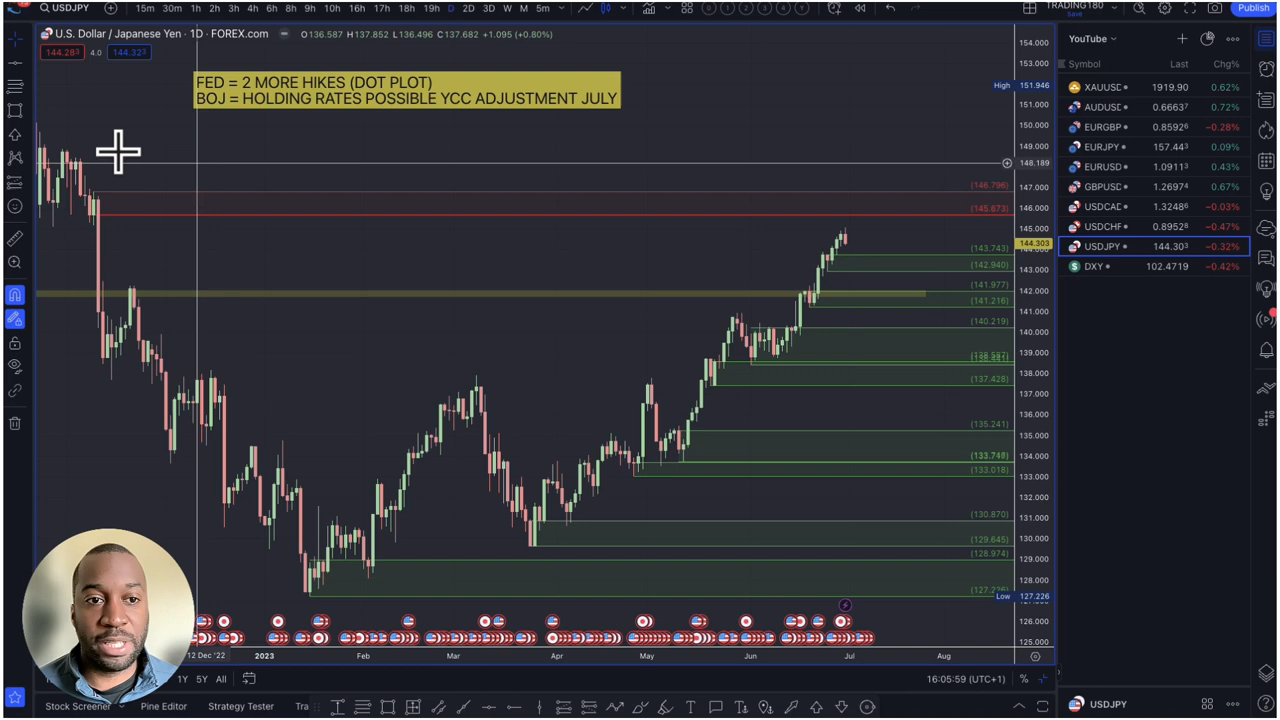 USDJPY
15m 30m 1h 2h 3h 4h 6h 8h 13h 15h 16h 17h 18h 19h D 2D 3D W M 5m
TRADING180
Save
Publish
U.S. Dollar / Japanese Yen · 1D · FOREX.com
O136.587 H137.852 L136.496 C137.682 +1.095 (+0.80%)
144.283 4.0 144.323
FED = 2 MORE HIKES (DOT PLOT)
BOJ = HOLDING RATES POSSIBLE YCC ADJUSTMENT JULY
154.000
153.000
High 151.946
151.000
150.000
149.000
148.189
147.000
(146.796)
146.000
(145.673)
145.000
144.303
(143.743)
143.000
(142.940)
142.000
(141.977)
141.000
(141.216)
140.000
(140.219)
139.000
138.000
(137.428)
137.000
136.000
(135.241)
135.000
134.000
133.000
(133.018)
132.000
131.000
(130.870)
130.000
(129.645)
129.000
(128.974)
128.000
(127.226)
Low 127.226
126.000
125.000
12 Dec '22 2023 Feb Mar Apr May Jun Jul Aug
1Y 5Y All
16:05:59 (UTC+1)
%
Stock Screener Pine Editor Strategy Tester Tra
YouTube
Symbol Last Chg%
XAUUSD 1919.90 0.62%
AUDUSD 0.66637 0.72%
EURGBP 0.85926 −0.28%
EURJPY 157.443 0.09%
EURUSD 1.09113 0.43%
GBPUSD 1.26974 0.67%
USDCAD 1.32486 −0.03%
USDCHF 0.89528 −0.47%
USDJPY 144.303 −0.32%
DXY 102.4719 −0.42%
USDJPY